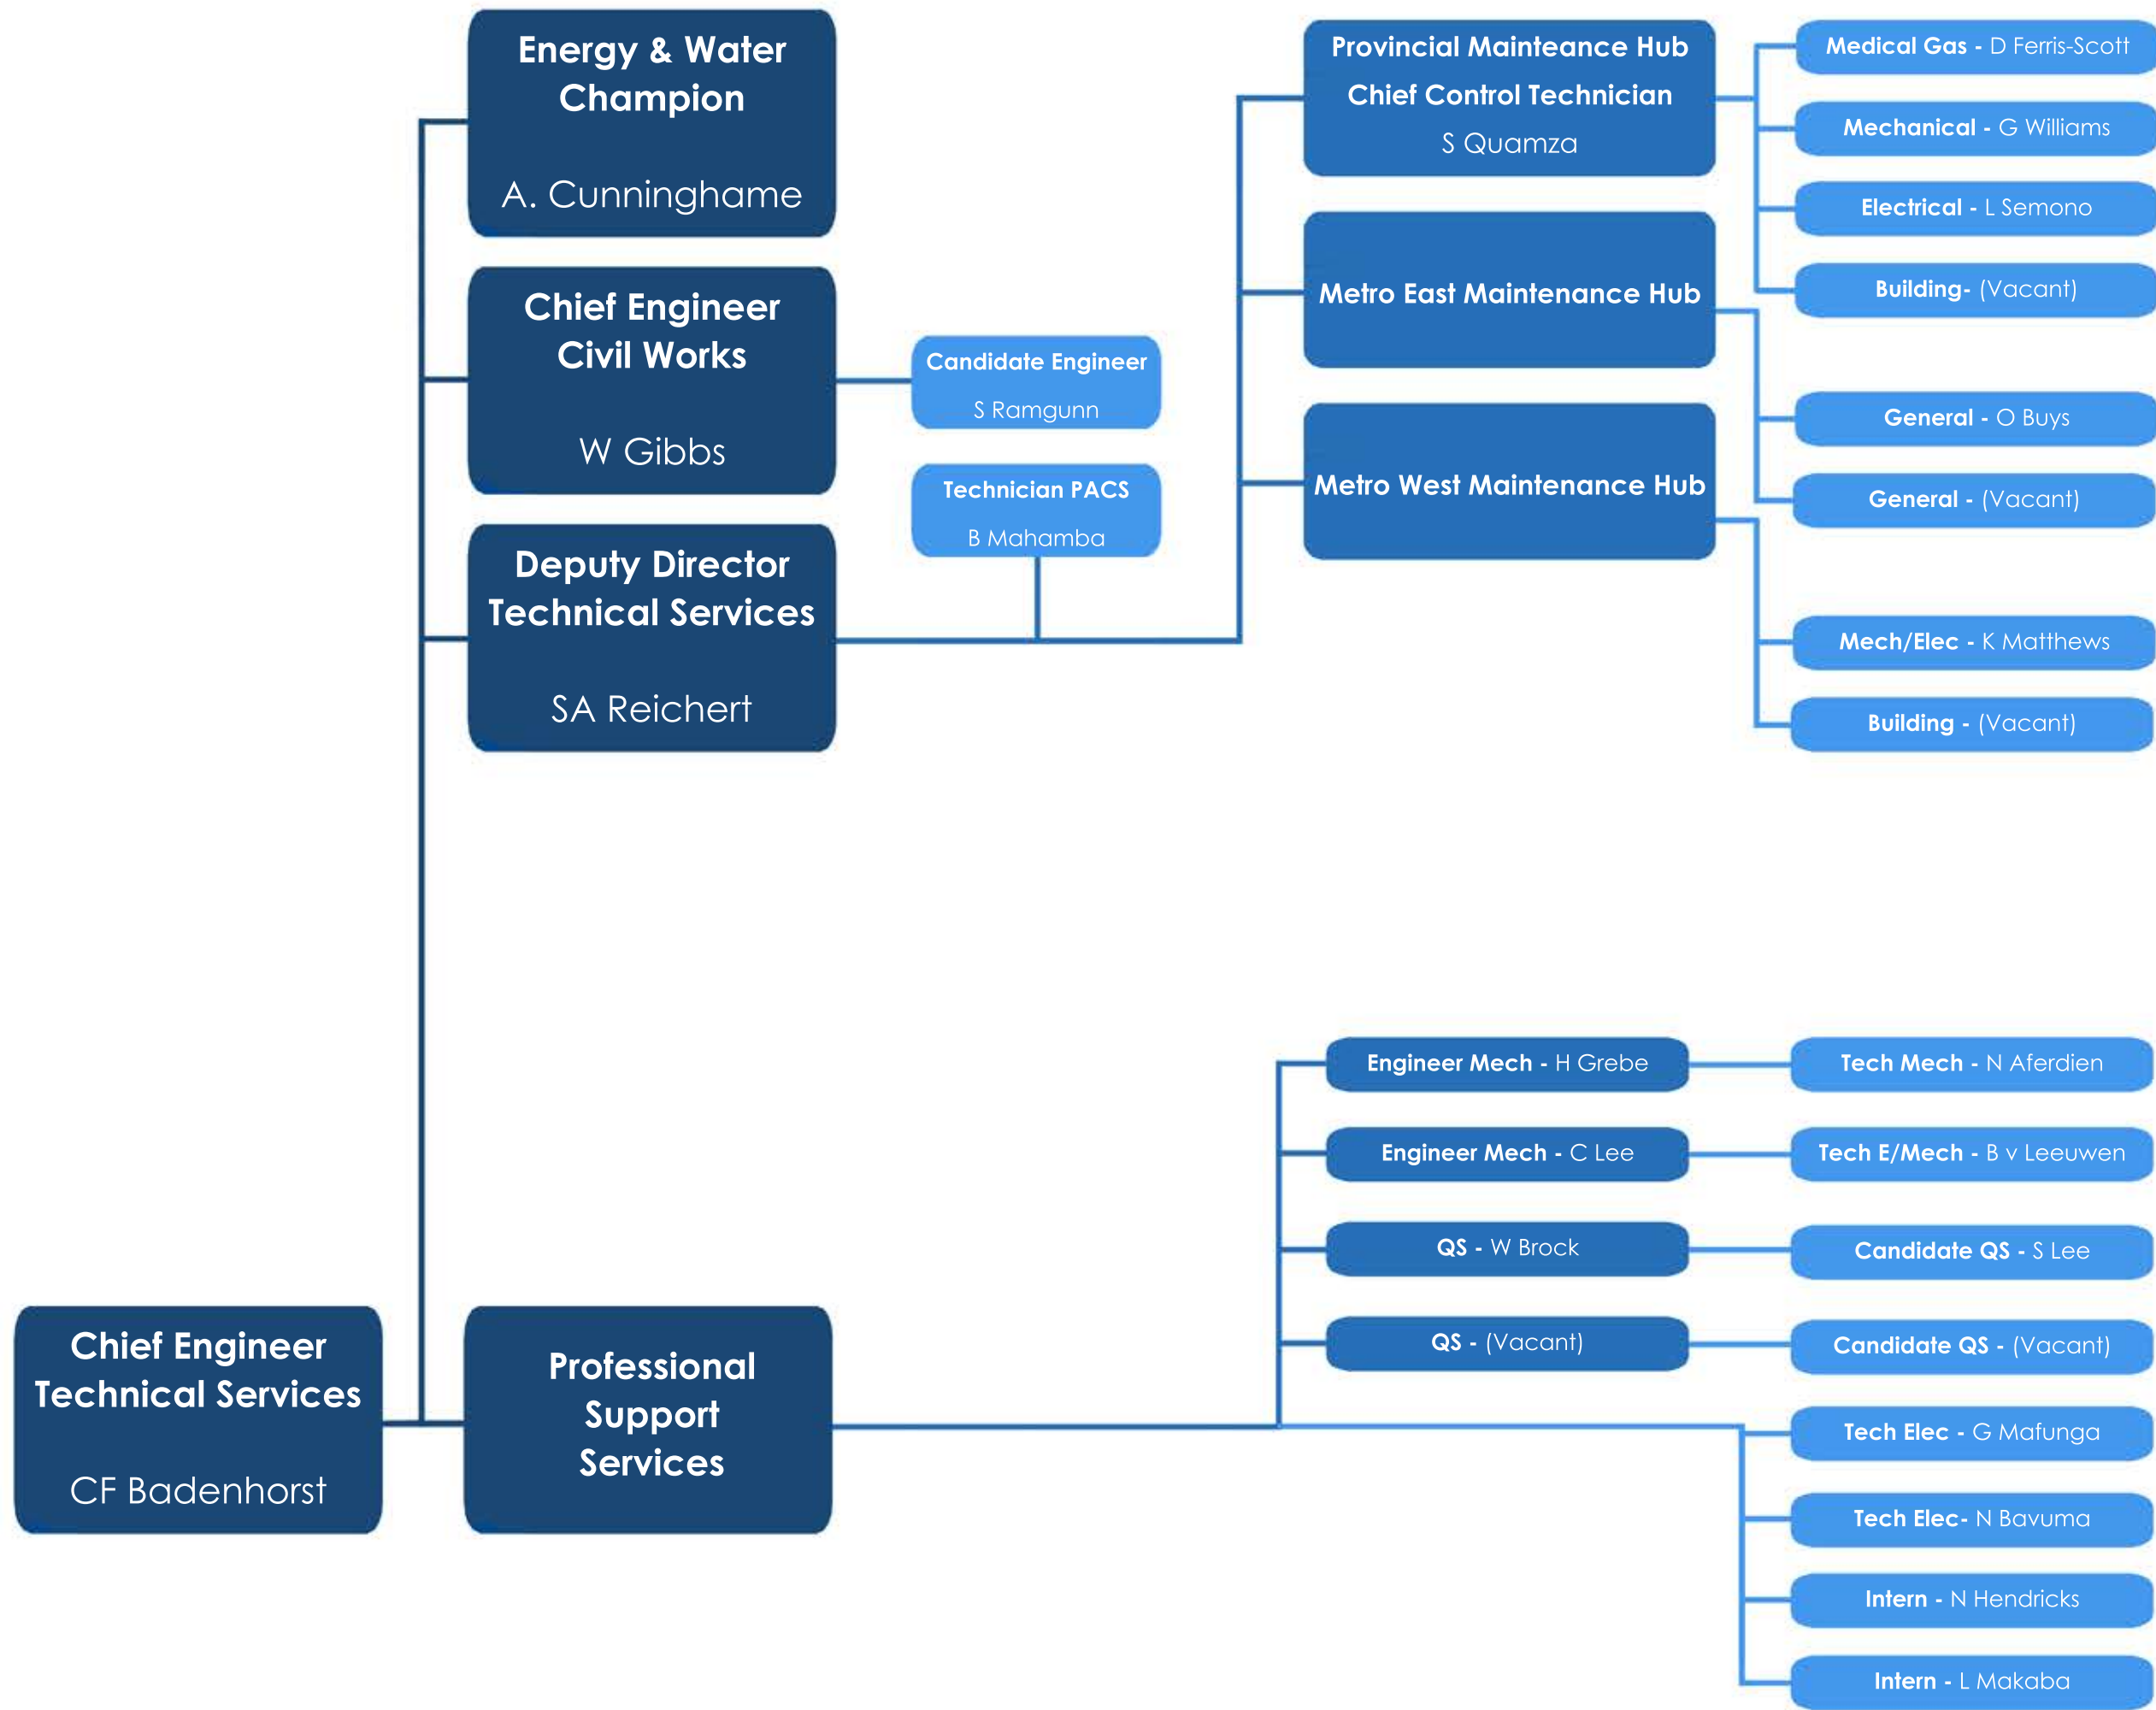 Energy & Water
Champion
A. Cunninghame
Chief Engineer
Civil Works
W Gibbs
Candidate Engineer
S Ramgunn
Technician PACS
B Mahamba
Deputy Director
Technical Services
SA Reichert
Provincial Mainteance Hub
Chief Control Technician
S Quamza
Medical Gas - D Ferris-Scott
Mechanical - G Williams
Electrical - L Semono
Building- (Vacant)
Metro East Maintenance Hub
General - O Buys
General - (Vacant)
Metro West Maintenance Hub
Mech/Elec - K Matthews
Building - (Vacant)
Chief Engineer
Technical Services
CF Badenhorst
Professional
Support
Services
Engineer Mech - H Grebe
Tech Mech - N Aferdien
Engineer Mech - C Lee
Tech E/Mech - B v Leeuwen
QS - W Brock
Candidate QS - S Lee
QS - (Vacant)
Candidate QS - (Vacant)
Tech Elec - G Mafunga
Tech Elec- N Bavuma
Intern - N Hendricks
Intern - L Makaba